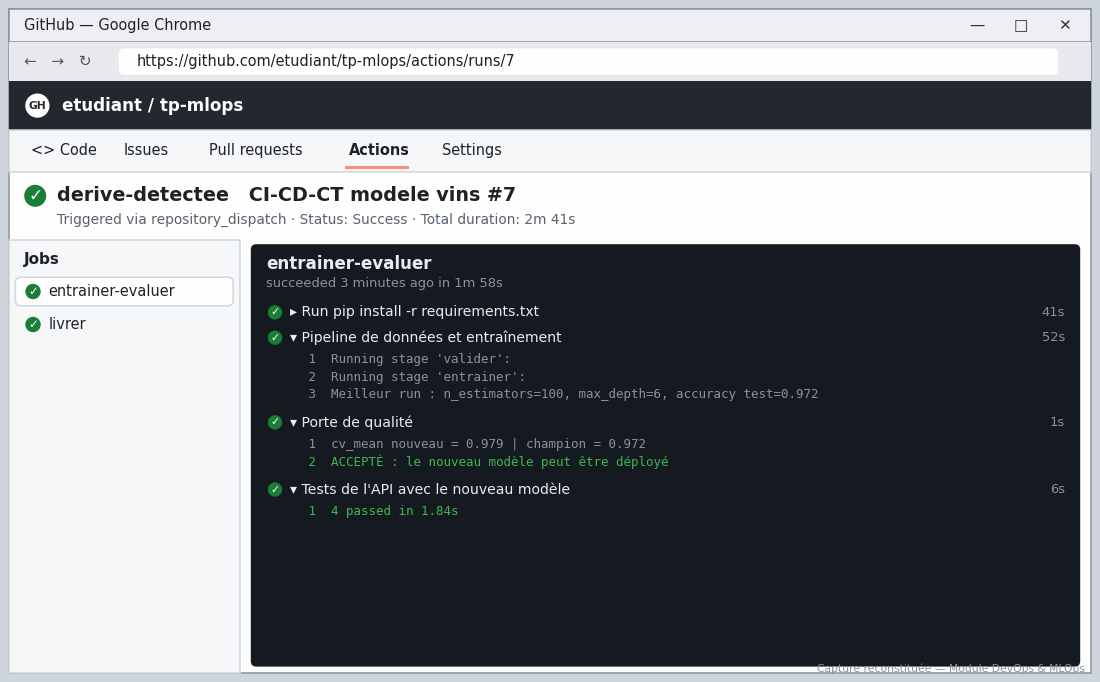 GitHub — Google Chrome — □ ✕
← → ↻ https://github.com/etudiant/tp-mlops/actions/runs/7
GH etudiant / tp-mlops
<> Code Issues Pull requests Actions Settings
✓ derive-detectee CI-CD-CT modele vins #7
Triggered via repository_dispatch · Status: Success · Total duration: 2m 41s
Jobs
✓ entrainer-evaluer
✓ livrer
entrainer-evaluer
succeeded 3 minutes ago in 1m 58s
✓ ▸ Run pip install -r requirements.txt 41s
✓ ▾ Pipeline de données et entraînement 52s
1 Running stage 'valider':
2 Running stage 'entrainer':
3 Meilleur run : n_estimators=100, max_depth=6, accuracy test=0.972
✓ ▾ Porte de qualité 1s
1 cv_mean nouveau = 0.979 | champion = 0.972
2 ACCEPTÉ : le nouveau modèle peut être déployé
✓ ▾ Tests de l'API avec le nouveau modèle 6s
1 4 passed in 1.84s
Capture reconstituée — Module DevOps & MLOps